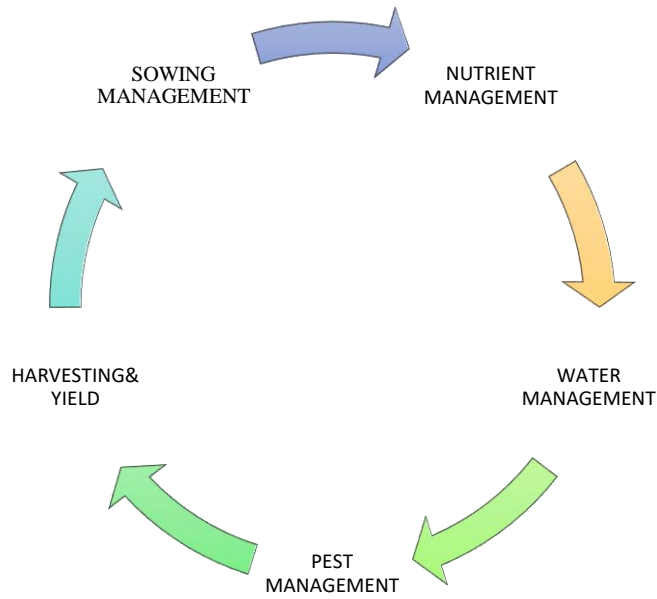 SOWING
MANAGEMENT
NUTRIENT
MANAGEMENT
WATER
MANAGEMENT
PEST
MANAGEMENT
HARVESTING&
YIELD